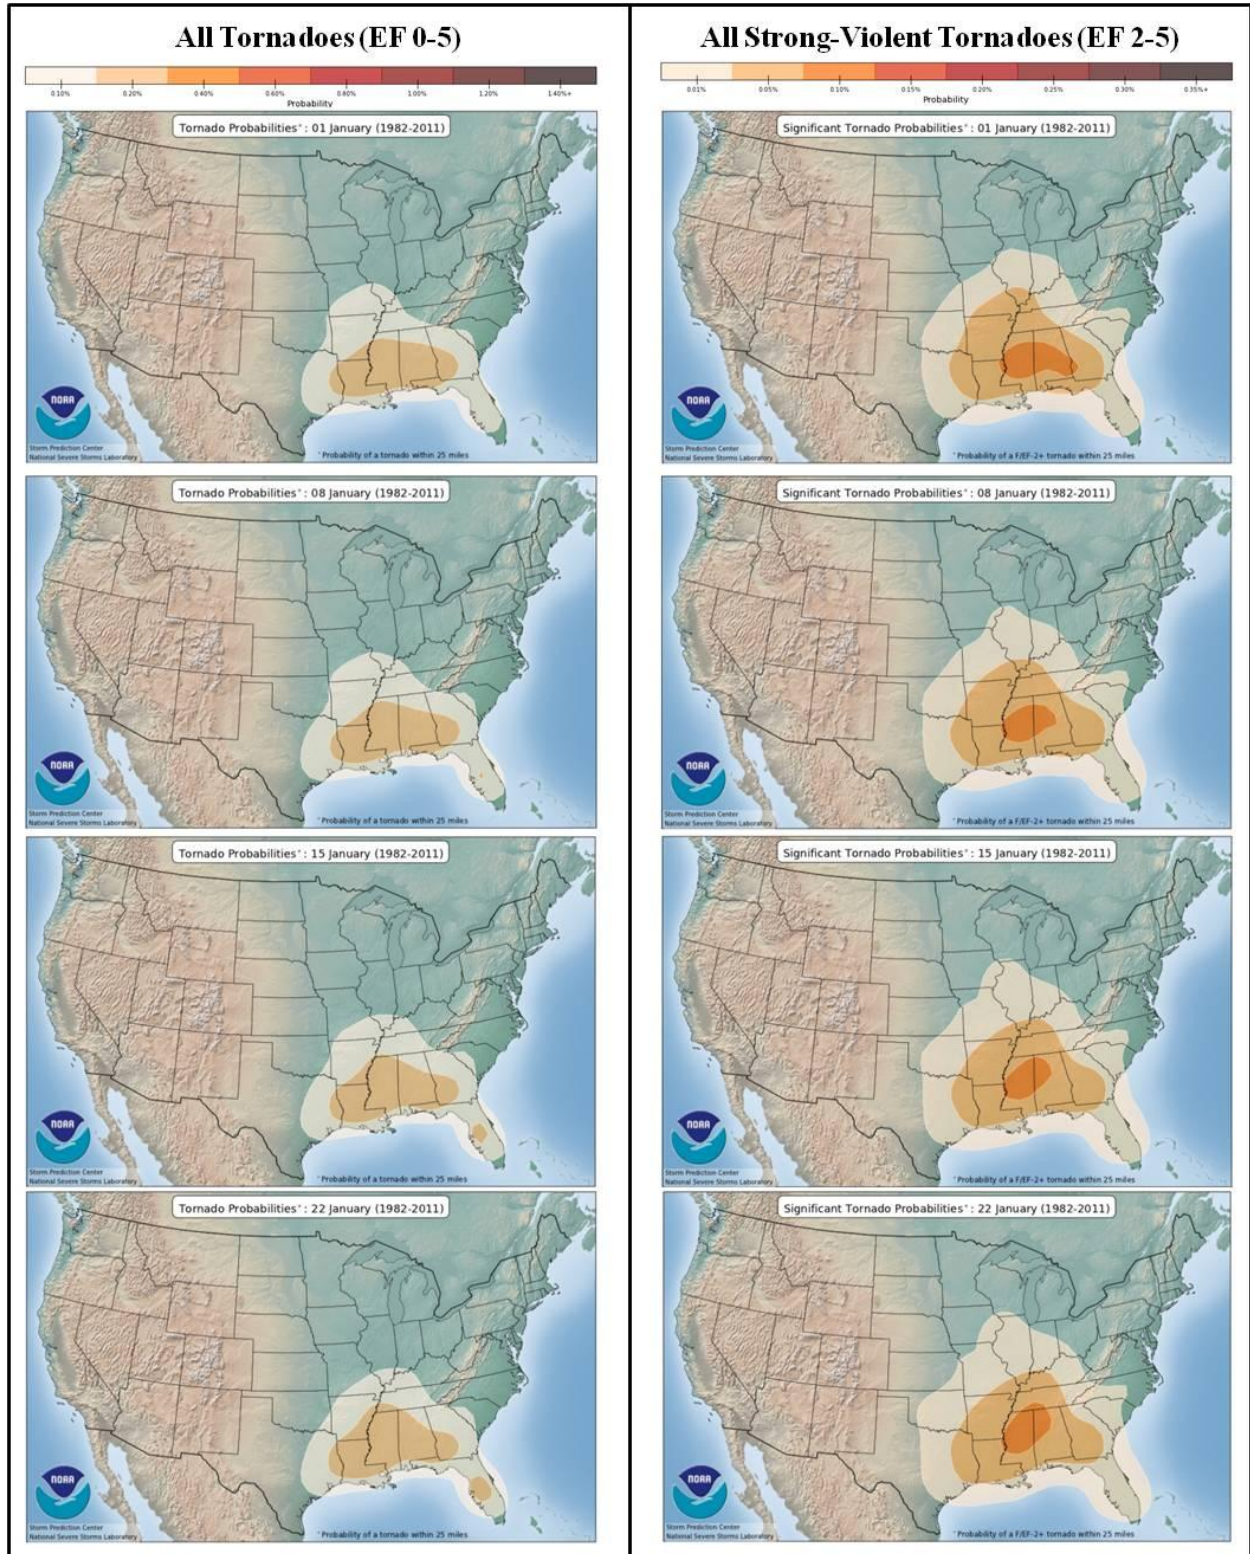 All Tornadoes (EF 0-5)
0.10% 0.20% 0.40% 0.60% 0.80% 1.00% 1.20% 1.40%+
Probability
Tornado Probabilities*: 01 January (1982-2011)
NOAA
Storm Prediction Center
National Severe Storms Laboratory
*Probability of a tornado within 25 miles
Tornado Probabilities*: 08 January (1982-2011)
NOAA
Storm Prediction Center
National Severe Storms Laboratory
*Probability of a tornado within 25 miles
Tornado Probabilities*: 15 January (1982-2011)
NOAA
Storm Prediction Center
National Severe Storms Laboratory
*Probability of a tornado within 25 miles
Tornado Probabilities*: 22 January (1982-2011)
NOAA
Storm Prediction Center
National Severe Storms Laboratory
*Probability of a tornado within 25 miles
All Strong-Violent Tornadoes (EF 2-5)
0.01% 0.05% 0.10% 0.15% 0.20% 0.25% 0.30% 0.35%+
Probability
Significant Tornado Probabilities*: 01 January (1982-2011)
NOAA
Storm Prediction Center
National Severe Storms Laboratory
*Probability of a F/EF-2+ tornado within 25 miles
Significant Tornado Probabilities*: 08 January (1982-2011)
NOAA
Storm Prediction Center
National Severe Storms Laboratory
*Probability of a F/EF-2+ tornado within 25 miles
Significant Tornado Probabilities*: 15 January (1982-2011)
NOAA
Storm Prediction Center
National Severe Storms Laboratory
*Probability of a F/EF-2+ tornado within 25 miles
Significant Tornado Probabilities*: 22 January (1982-2011)
NOAA
Storm Prediction Center
National Severe Storms Laboratory
*Probability of a F/EF-2+ tornado within 25 miles